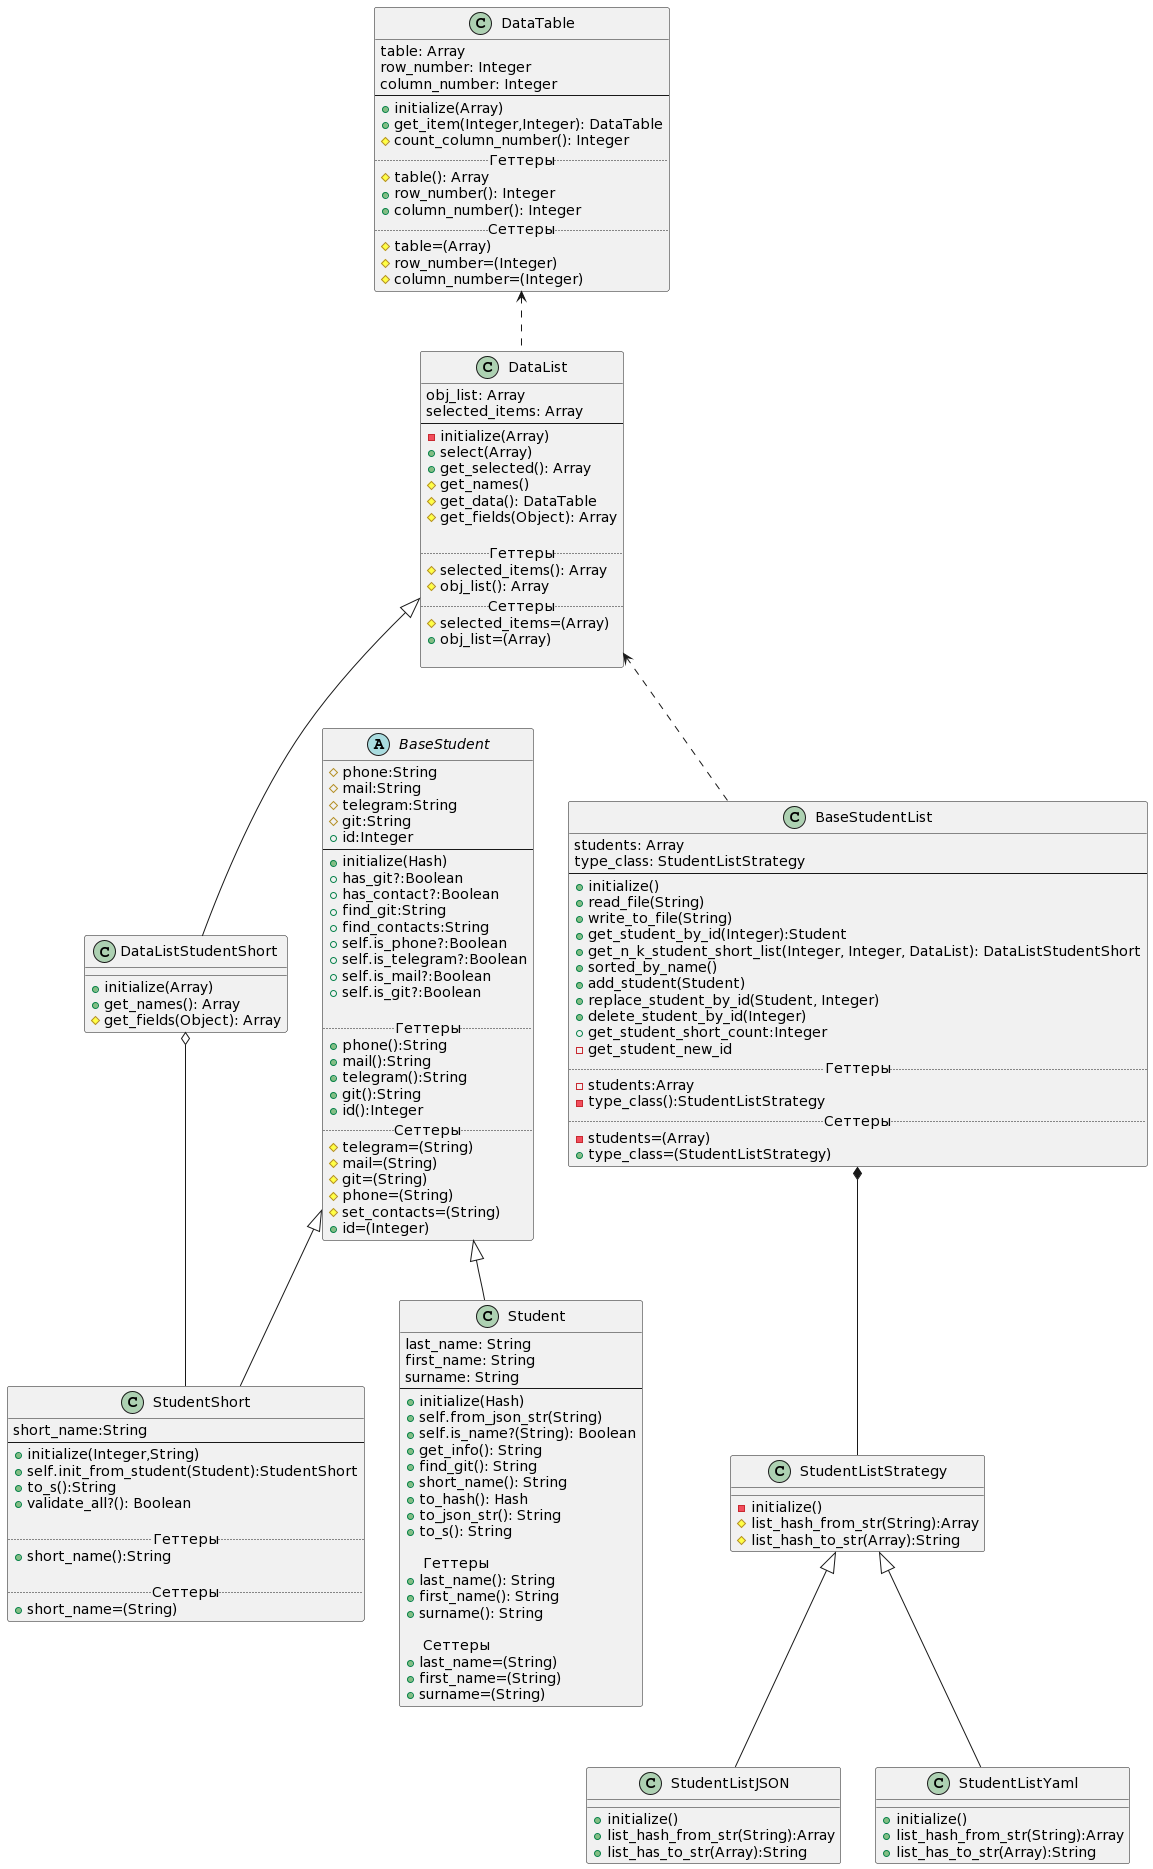 C DataTable
table: Array
row_number: Integer
column_number: Integer
initialize(Array)
get_item(Integer,Integer): DataTable
count_column_number(): Integer
Геттеры
table(): Array
row_number(): Integer
column_number(): Integer
Сеттеры
table=(Array)
row_number=(Integer)
column_number=(Integer)
C DataList
obj_list: Array
selected_items: Array
initialize(Array)
select(Array)
get_selected(): Array
get_names()
get_data(): DataTable
get_fields(Object): Array
Геттеры
selected_items(): Array
obj_list(): Array
Сеттеры
selected_items=(Array)
obj_list=(Array)
A BaseStudent
phone:String
mail:String
telegram:String
git:String
id:Integer
initialize(Hash)
has_git?:Boolean
has_contact?:Boolean
find_git:String
find_contacts:String
self.is_phone?:Boolean
self.is_telegram?:Boolean
self.is_mail?:Boolean
self.is_git?:Boolean
Геттеры
phone():String
mail():String
telegram():String
git():String
id():Integer
Сеттеры
telegram=(String)
mail=(String)
git=(String)
phone=(String)
set_contacts=(String)
id=(Integer)
C BaseStudentList
students: Array
type_class: StudentListStrategy
initialize()
read_file(String)
write_to_file(String)
get_student_by_id(Integer):Student
get_n_k_student_short_list(Integer, Integer, DataList): DataListStudentShort
sorted_by_name()
add_student(Student)
replace_student_by_id(Student, Integer)
delete_student_by_id(Integer)
get_student_short_count:Integer
get_student_new_id
Геттеры
students:Array
type_class():StudentListStrategy
Сеттеры
students=(Array)
type_class=(StudentListStrategy)
C DataListStudentShort
initialize(Array)
get_names(): Array
get_fields(Object): Array
C StudentShort
short_name:String
initialize(Integer,String)
self.init_from_student(Student):StudentShort
to_s():String
validate_all?(): Boolean
Геттеры
short_name():String
Сеттеры
short_name=(String)
C Student
last_name: String
first_name: String
surname: String
initialize(Hash)
self.from_json_str(String)
self.is_name?(String): Boolean
get_info(): String
find_git(): String
short_name(): String
to_hash(): Hash
to_json_str(): String
to_s(): String
Геттеры
last_name(): String
first_name(): String
surname(): String
Сеттеры
last_name=(String)
first_name=(String)
surname=(String)
C StudentListStrategy
initialize()
list_hash_from_str(String):Array
list_hash_to_str(Array):String
C StudentListJSON
initialize()
list_hash_from_str(String):Array
list_has_to_str(Array):String
C StudentListYaml
initialize()
list_hash_from_str(String):Array
list_has_to_str(Array):String